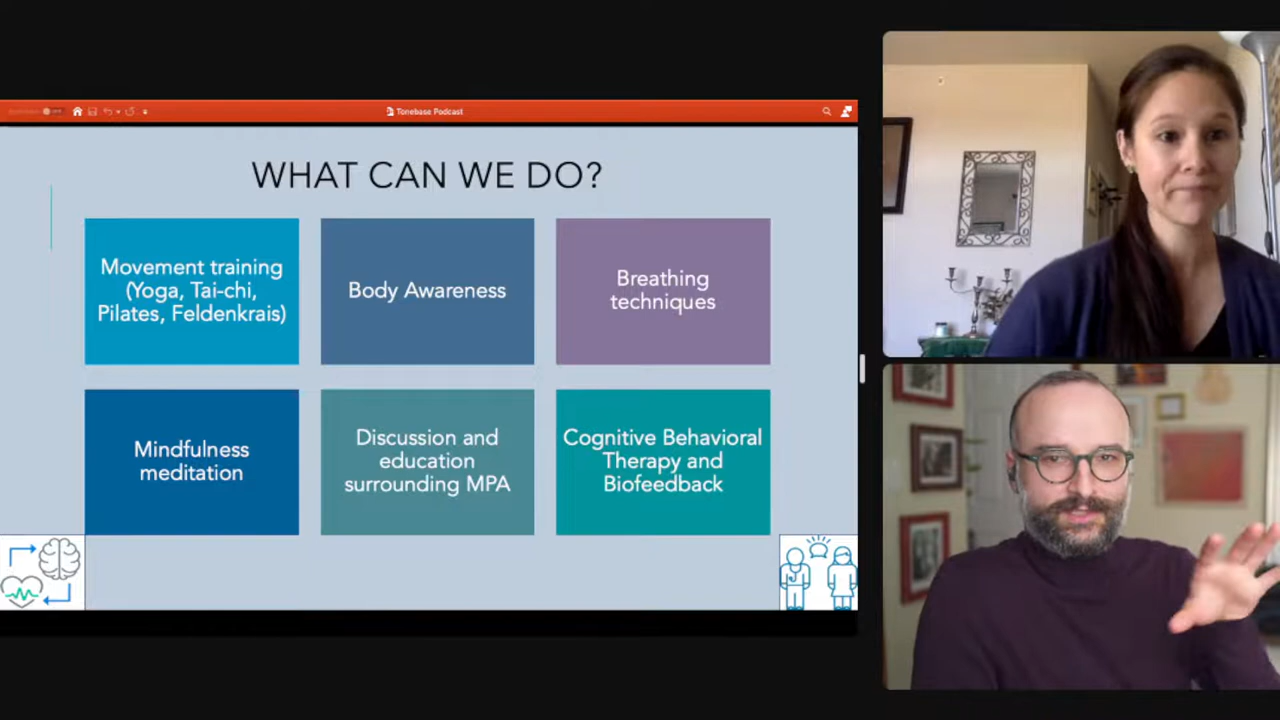 Tonebase Podcast
WHAT CAN WE DO?
Movement training
(Yoga, Tai-chi,
Pilates, Feldenkrais)
Body Awareness
Breathing
techniques
Mindfulness
meditation
Discussion and
education
surrounding MPA
Cognitive Behavioral
Therapy and
Biofeedback